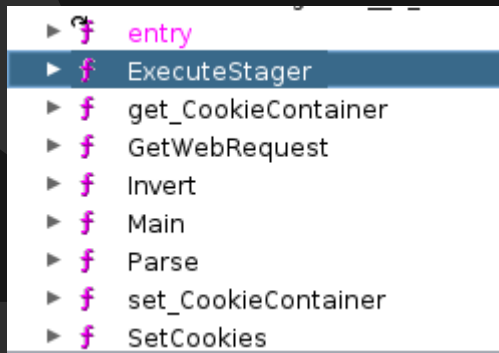 entry
ExecuteStager
get_CookieContainer
GetWebRequest
Invert
Main
Parse
set_CookieContainer
SetCookies